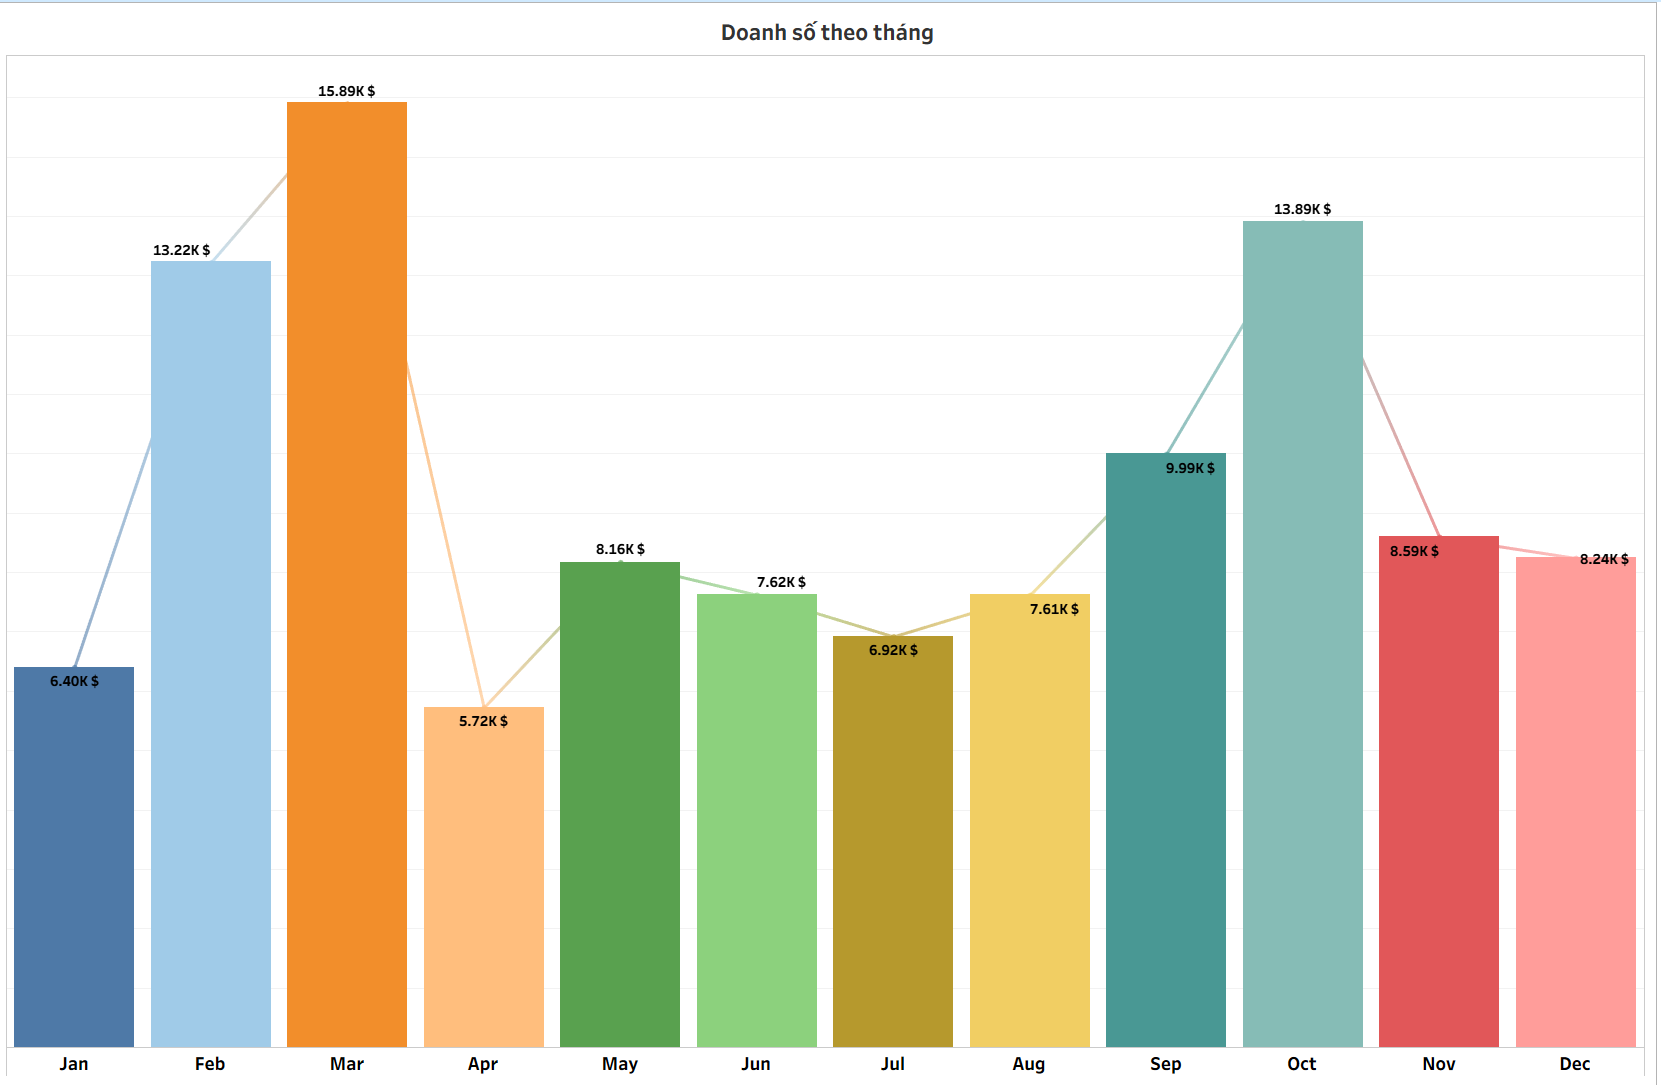 Doanh số theo tháng
15.89K $
13.89K $
13.22K $
9.99K $
8.16K $
8.59K $
8.24K $
7.62K $
7.61K $
6.92K $
6.40K $
5.72K $
Jan Feb Mar Apr May Jun Jul Aug Sep Oct Nov Dec